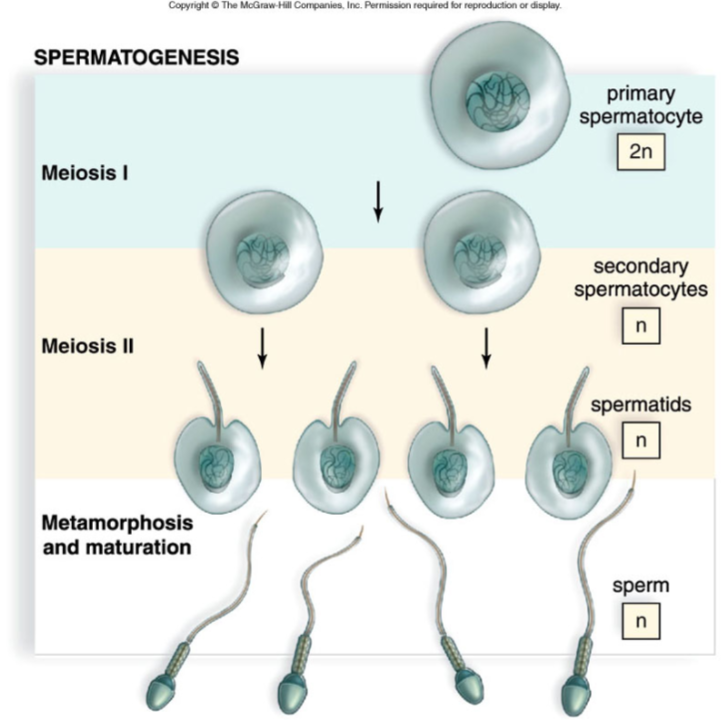 Copyright © The McGraw-Hill Companies, Inc. Permission required for reproduction or display.
SPERMATOGENESIS
primary
spermatocyte
2n
Meiosis I
secondary
spermatocytes
n
Meiosis II
spermatids
n
Metamorphosis
and maturation
sperm
n